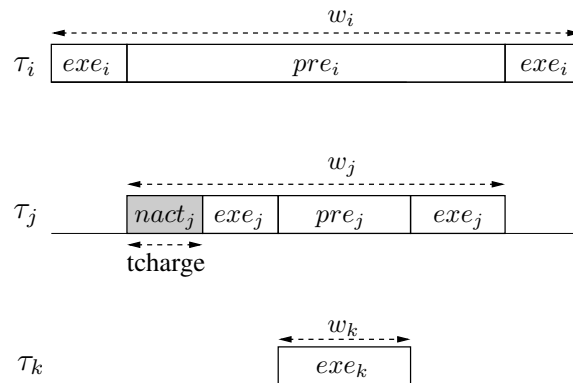 w_i
τ_i exe_i pre_i exe_i
w_j
τ_j nact_j exe_j pre_j exe_j
tcharge
w_k
τ_k exe_k